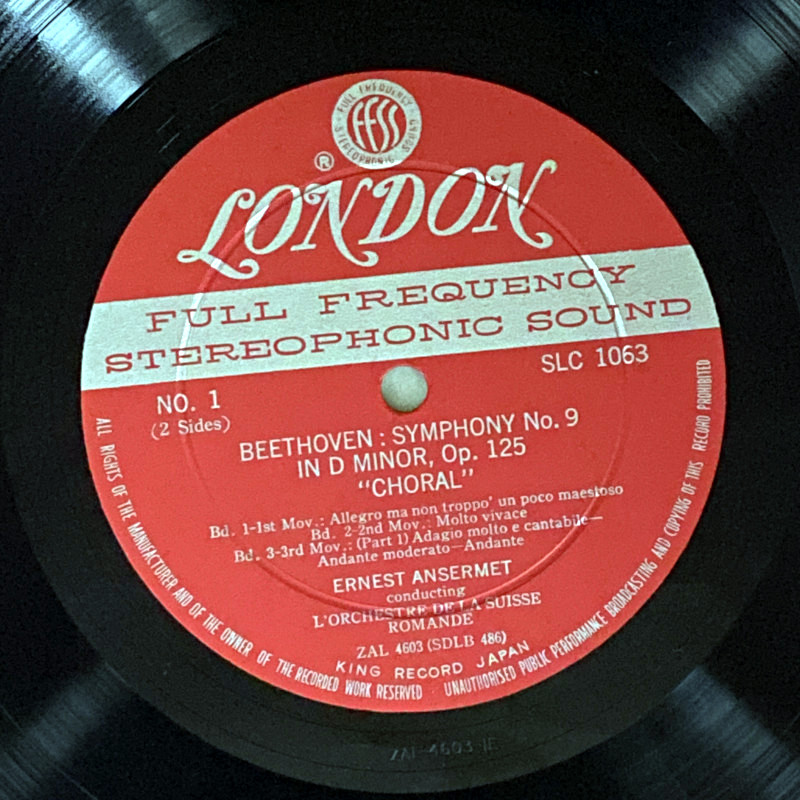 FULL FREQUENCY STEREOPHONIC SOUND
FFSS
®
LONDON
FULL FREQUENCY
STEREOPHONIC SOUND
SLC 1063
NO. 1
(2 Sides)
BEETHOVEN : SYMPHONY No. 9
IN D MINOR, Op. 125
“CHORAL”
Bd. 1-1st Mov.: Allegro ma non troppo’ un poco maestoso
Bd. 2-2nd Mov.: Molto vivace
Bd. 3-3rd Mov.: (Part 1) Adagio molto e cantabile—
Andante moderato—Andante
ERNEST ANSERMET
conducting
L’ORCHESTRE DE LA SUISSE
ROMANDE
ZAL 4603 (SDLB 486)
KING RECORD JAPAN
ALL RIGHTS OF THE MANUFACTURER AND OF THE OWNER OF THE RECORDED WORK RESERVED UNAUTHORISED PUBLIC PERFORMANCE BROADCASTING AND COPYING OF THIS RECORD PROHIBITED